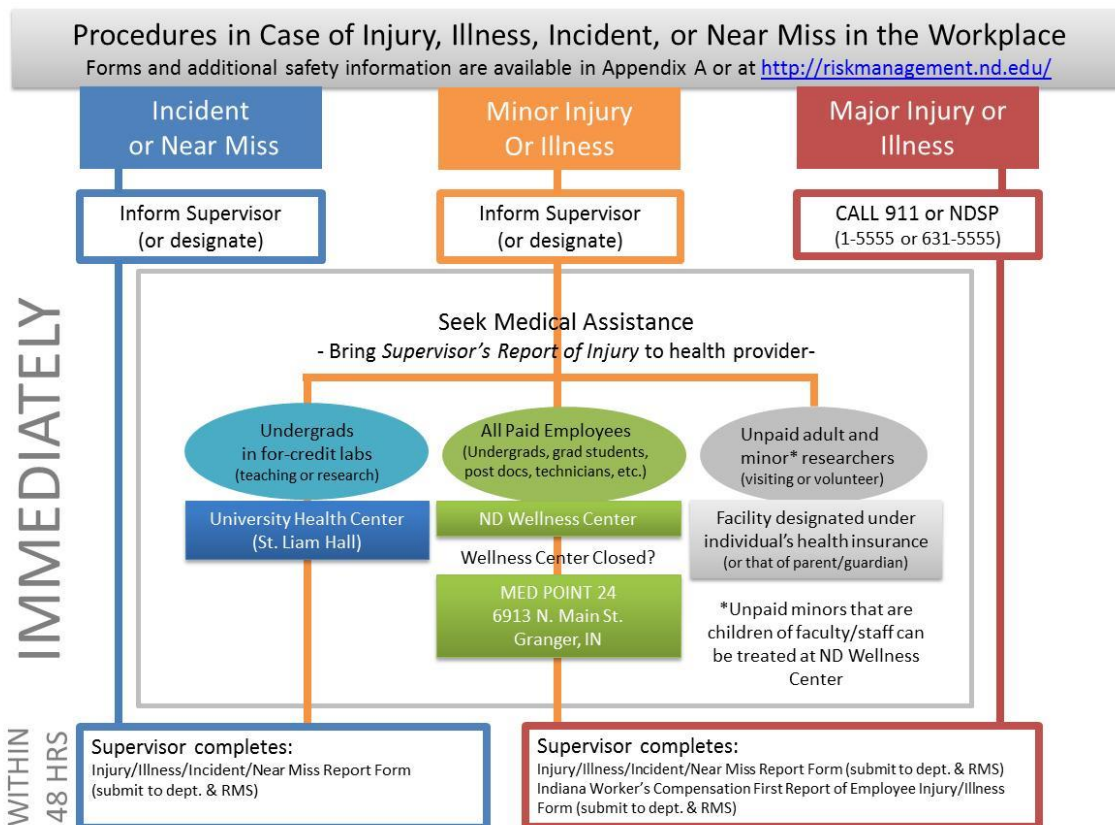 Procedures in Case of Injury, Illness, Incident, or Near Miss in the Workplace
Forms and additional safety information are available in Appendix A or at http://riskmanagement.nd.edu/
Incident
or Near Miss
Minor Injury
Or Illness
Major Injury or
Illness
Inform Supervisor
(or designate)
Inform Supervisor
(or designate)
CALL 911 or NDSP
(1-5555 or 631-5555)
IMMEDIATELY
Seek Medical Assistance
- Bring Supervisor's Report of Injury to health provider-
Undergrads
in for-credit labs
(teaching or research)
All Paid Employees
(Undergrads, grad students,
post docs, technicians, etc.)
Unpaid adult and
minor* researchers
(visiting or volunteer)
University Health Center
(St. Liam Hall)
ND Wellness Center
Wellness Center Closed?
MED POINT 24
6913 N. Main St.
Granger, IN
Facility designated under
individual's health insurance
(or that of parent/guardian)
*Unpaid minors that are
children of faculty/staff can
be treated at ND Wellness
Center
WITHIN
48 HRS
Supervisor completes:
Injury/Illness/Incident/Near Miss Report Form
(submit to dept. & RMS)
Supervisor completes:
Injury/Illness/Incident/Near Miss Report Form (submit to dept. & RMS)
Indiana Worker's Compensation First Report of Employee Injury/Illness
Form (submit to dept. & RMS)